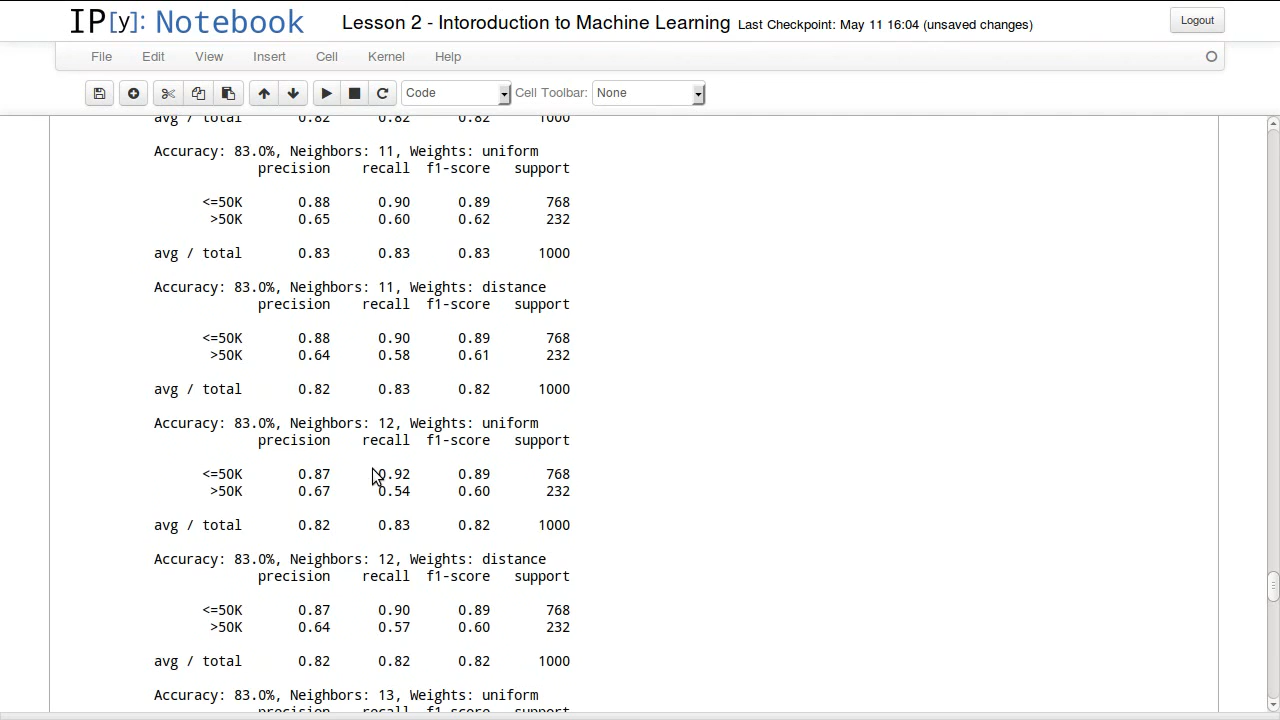 IP[y]: Notebook Lesson 2 - Intoroduction to Machine Learning Last Checkpoint: May 11 16:04 (unsaved changes) Logout
File Edit View Insert Cell Kernel Help
Code Cell Toolbar: None
avg / total 0.82 0.82 0.82 1000
Accuracy: 83.0%, Neighbors: 11, Weights: uniform
precision recall f1-score support
<=50K 0.88 0.90 0.89 768
>50K 0.65 0.60 0.62 232
avg / total 0.83 0.83 0.83 1000
Accuracy: 83.0%, Neighbors: 11, Weights: distance
precision recall f1-score support
<=50K 0.88 0.90 0.89 768
>50K 0.64 0.58 0.61 232
avg / total 0.82 0.83 0.82 1000
Accuracy: 83.0%, Neighbors: 12, Weights: uniform
precision recall f1-score support
<=50K 0.87 0.92 0.89 768
>50K 0.67 0.54 0.60 232
avg / total 0.82 0.83 0.82 1000
Accuracy: 83.0%, Neighbors: 12, Weights: distance
precision recall f1-score support
<=50K 0.87 0.90 0.89 768
>50K 0.64 0.57 0.60 232
avg / total 0.82 0.82 0.82 1000
Accuracy: 83.0%, Neighbors: 13, Weights: uniform
precision recall f1-score support